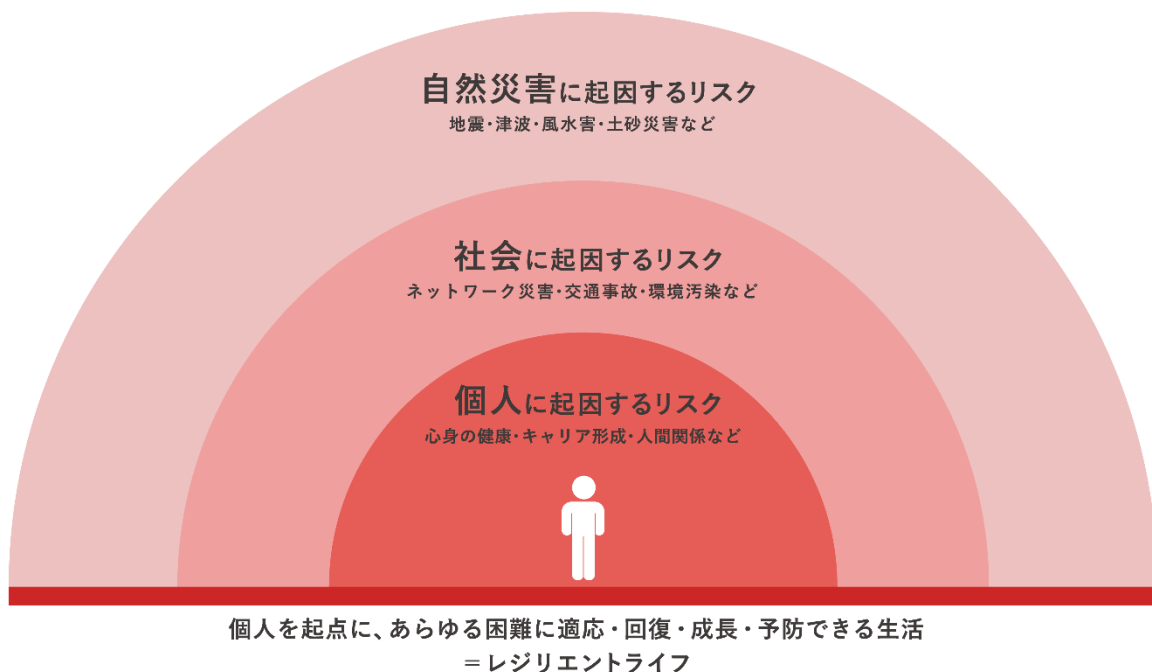 自然災害に起因するリスク
地震・津波・風水害・土砂災害など
社会に起因するリスク
ネットワーク災害・交通事故・環境汚染など
個人に起因するリスク
心身の健康・キャリア形成・人間関係など
個人を起点に、あらゆる困難に適応・回復・成長・予防できる生活
＝レジリエントライフ